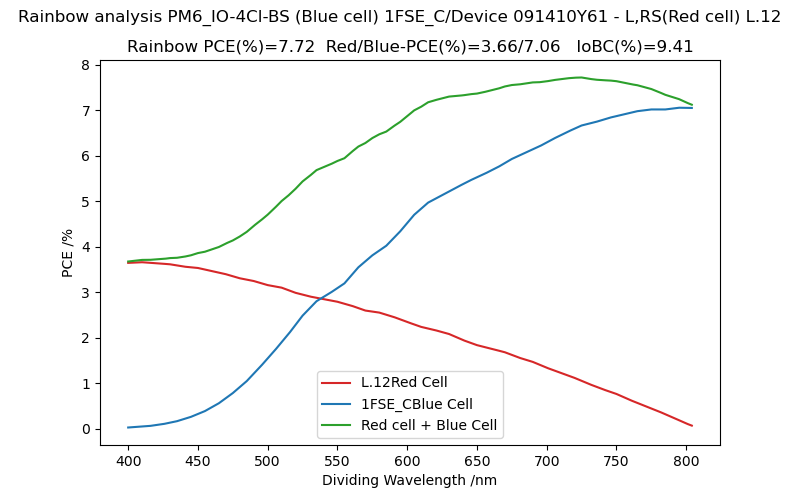 Rainbow analysis PM6_IO-4Cl-BS (Blue cell) 1FSE_C/Device 091410Y61 - L,RS(Red cell) L.12
Rainbow PCE(%)=7.72 Red/Blue-PCE(%)=3.66/7.06 IoBC(%)=9.41
8
7
6
5
4
3
2
1
0
PCE /%
L.12Red Cell
1FSE_CBlue Cell
Red cell + Blue Cell
400 450 500 550 600 650 700 750 800
Dividing Wavelength /nm